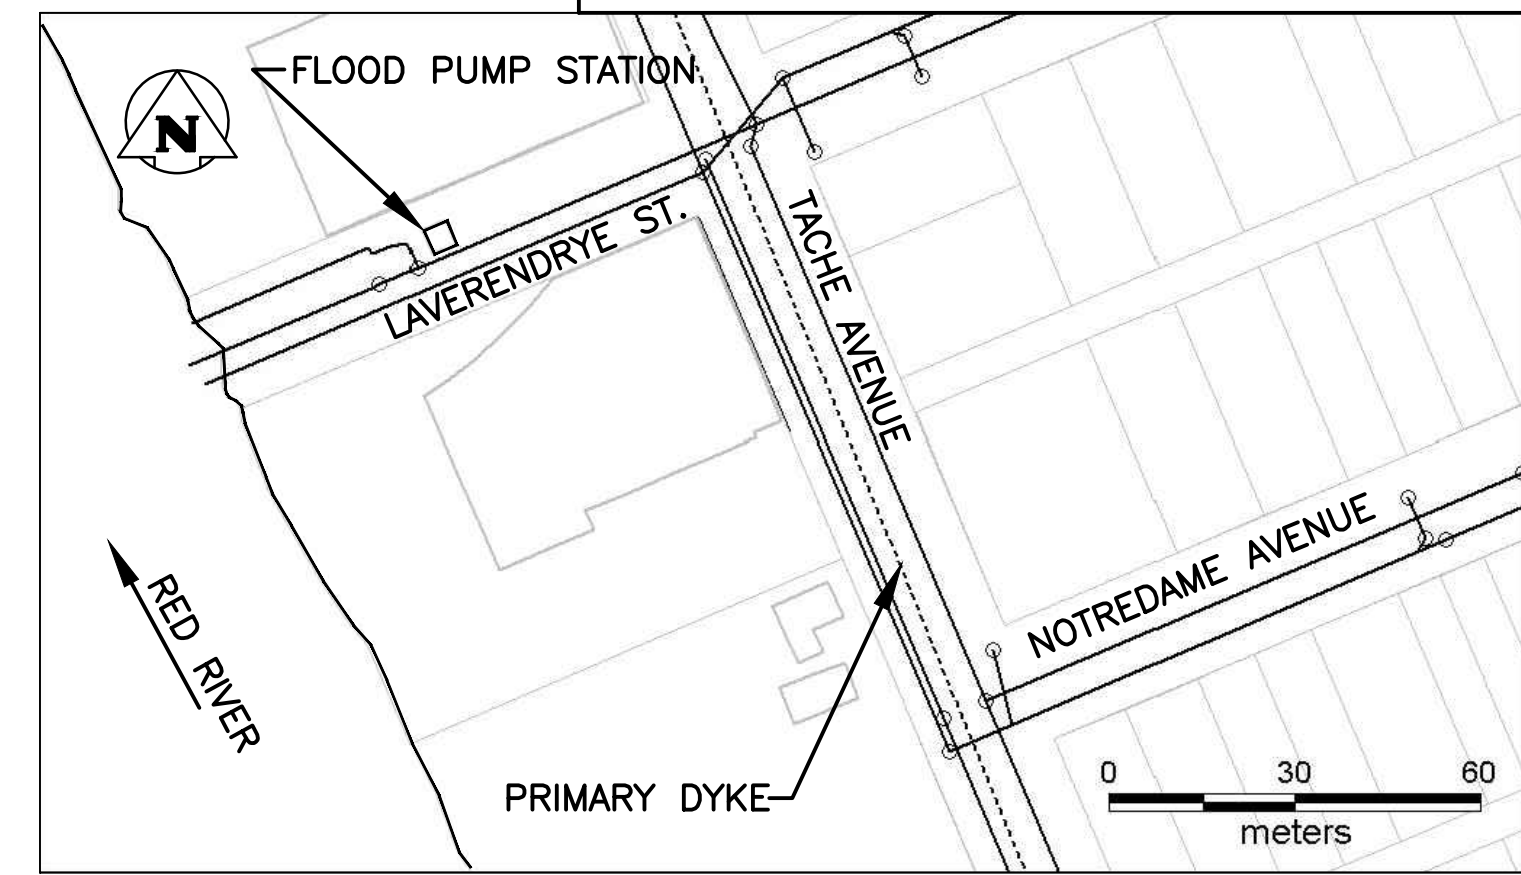 FLOOD PUMP STATION
N
LAVERENDRYE ST.
TACHE AVENUE
NOTREDAME AVENUE
RED RIVER
PRIMARY DYKE
0 30 60
meters